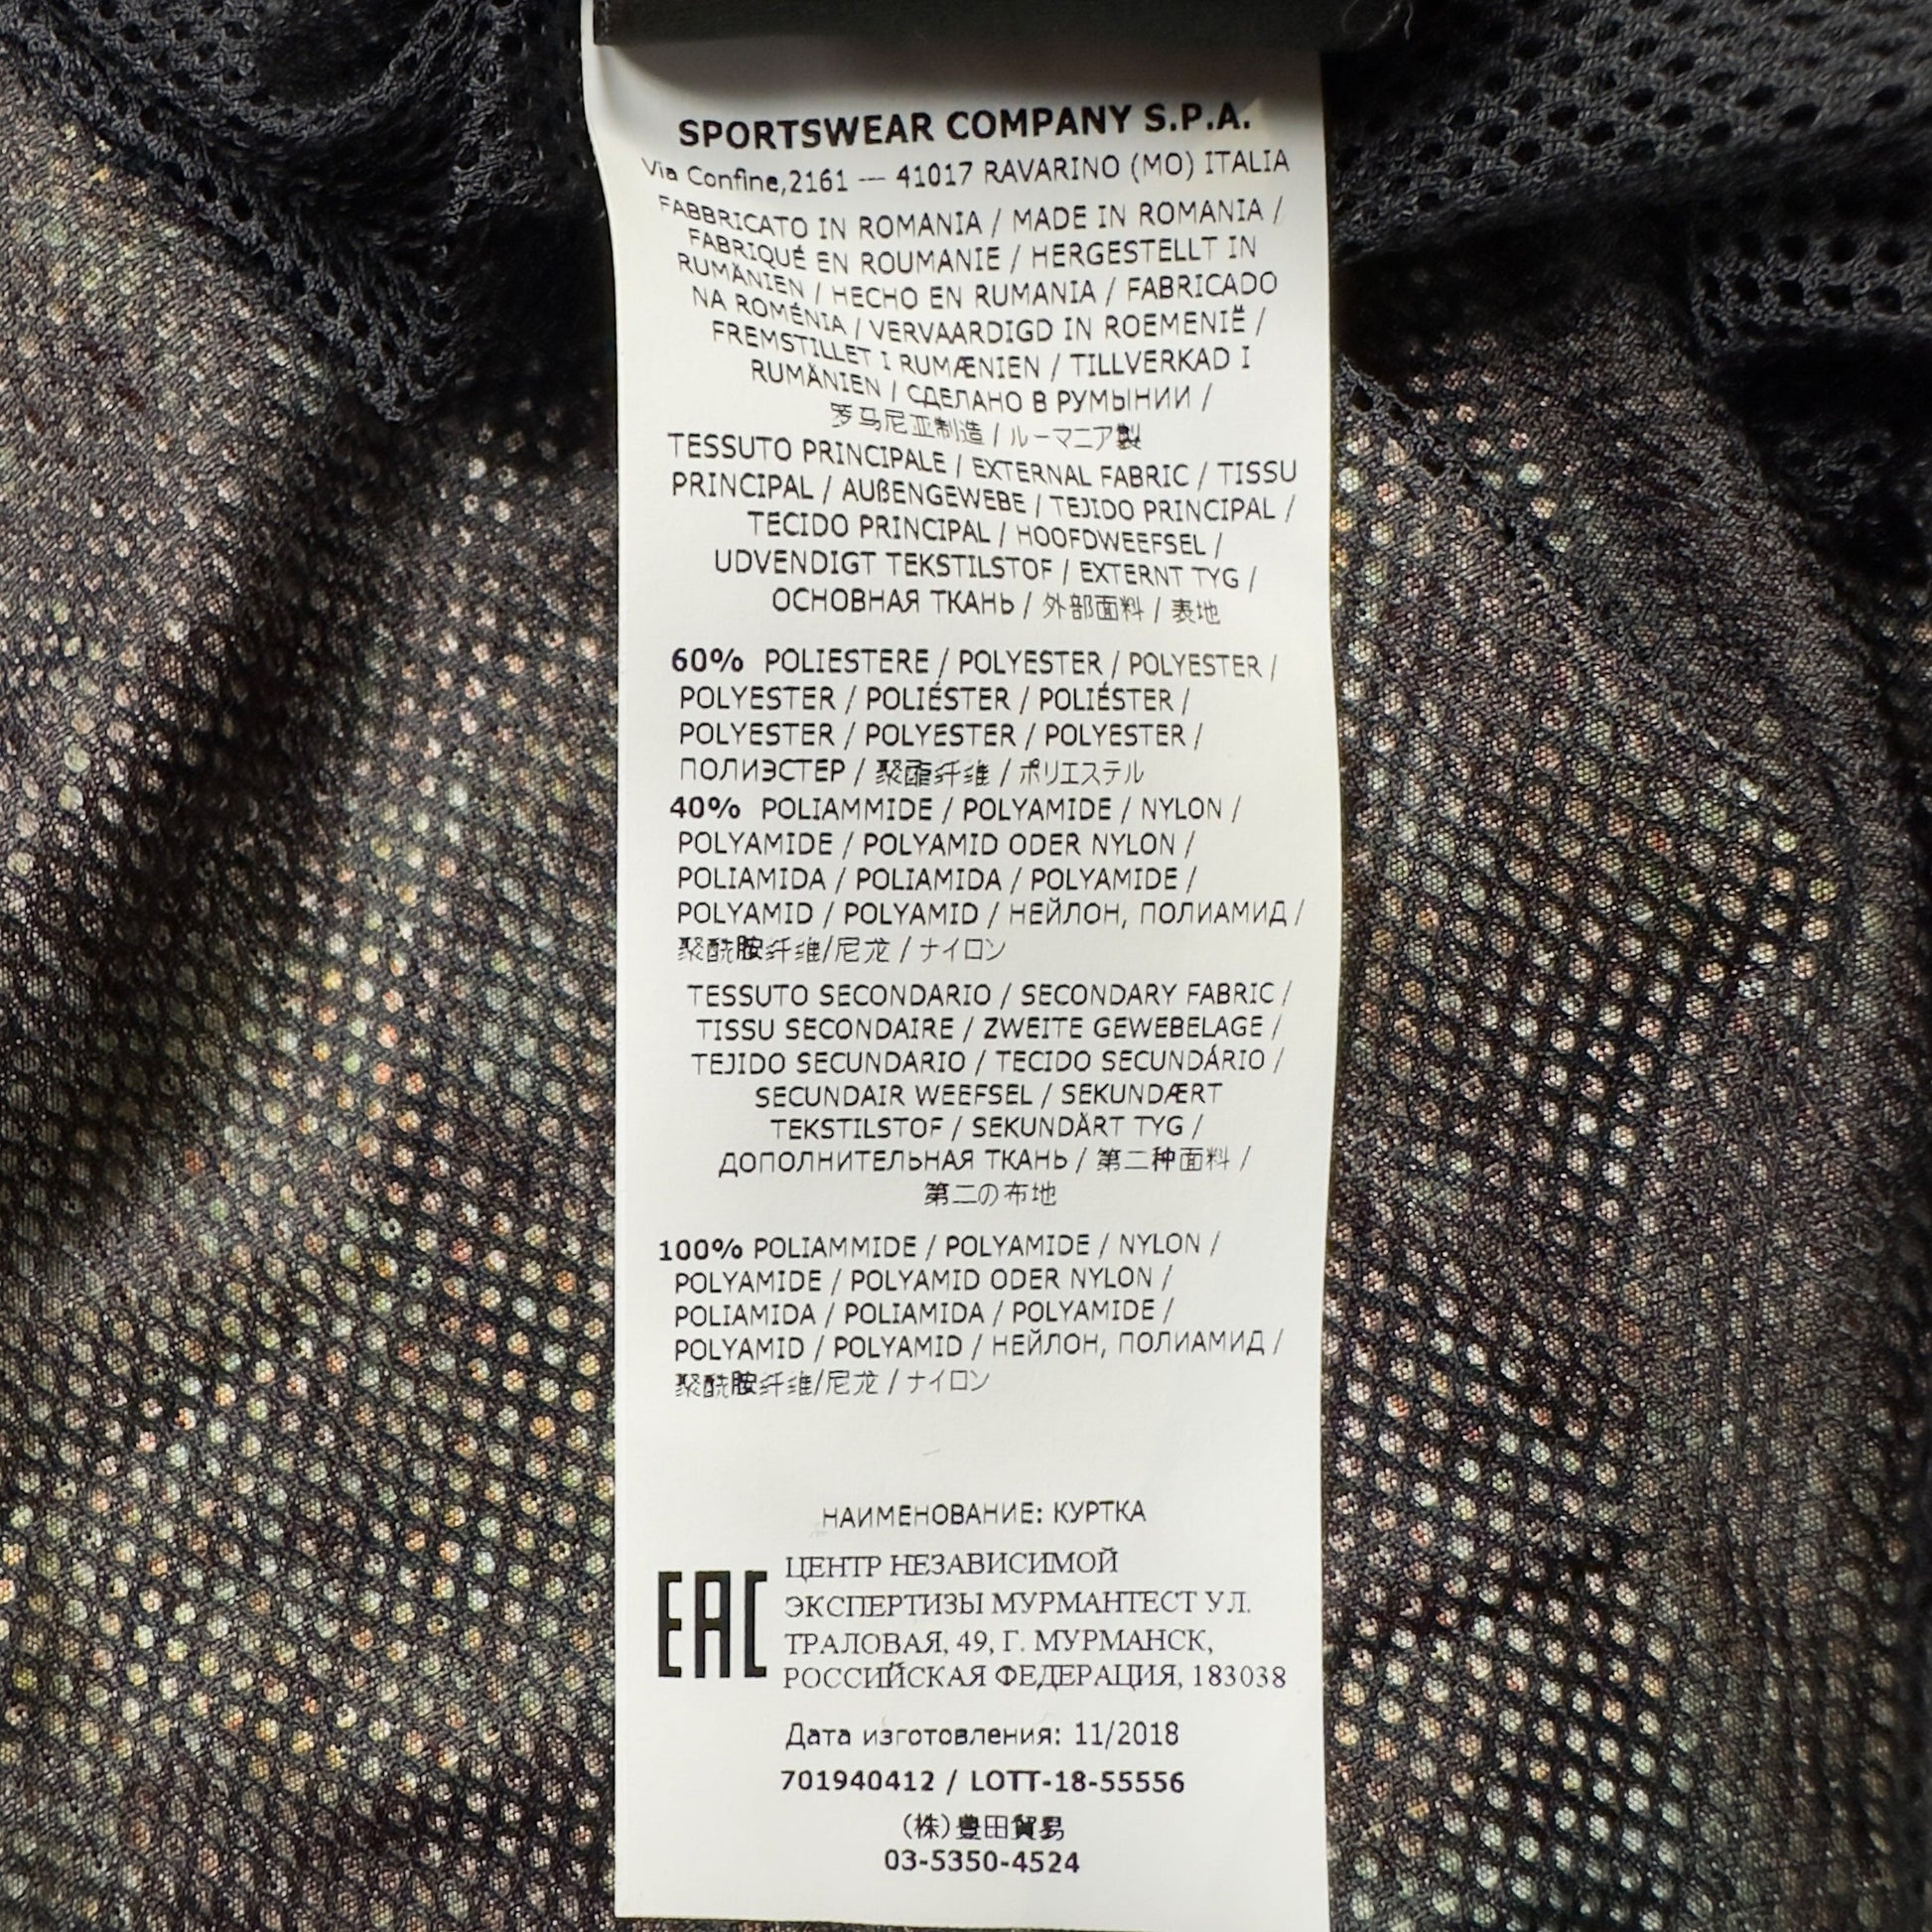 SPORTSWEAR COMPANY S.P.A.
Via Confine,2161 --- 41017 RAVARINO (MO) ITALIA
FABBRICATO IN ROMANIA / MADE IN ROMANIA /
FABRIQUÉ EN ROUMANIE / HERGESTELLT IN
RUMÄNIEN / HECHO EN RUMANIA / FABRICADO
NA ROMÉNIA / VERVAARDIGD IN ROEMENIË /
FREMSTILLET I RUMÆNIEN / TILLVERKAD I
RUMÄNIEN / СДЕЛАНО В РУМЫНИИ /
罗马尼亚制造 / ルーマニア製
TESSUTO PRINCIPALE / EXTERNAL FABRIC / TISSU
PRINCIPAL / AUßENGEWEBE / TEJIDO PRINCIPAL /
TECIDO PRINCIPAL / HOOFDWEEFSEL /
UDVENDIGT TEKSTILSTOF / EXTERNT TYG /
ОСНОВНАЯ ТКАНЬ / 外部面料 / 表地
60% POLIESTERE / POLYESTER / POLYESTER /
POLYESTER / POLIÉSTER / POLIÉSTER /
POLYESTER / POLYESTER / POLYESTER /
ПОЛИЭСТЕР / 聚酯纤维 / ポリエステル
40% POLIAMMIDE / POLYAMIDE / NYLON /
POLYAMIDE / POLYAMID ODER NYLON /
POLIAMIDA / POLIAMIDA / POLYAMIDE /
POLYAMID / POLYAMID / НЕЙЛОН, ПОЛИАМИД /
聚酰胺纤维/尼龙 / ナイロン
TESSUTO SECONDARIO / SECONDARY FABRIC /
TISSU SECONDAIRE / ZWEITE GEWEBELAGE /
TEJIDO SECUNDARIO / TECIDO SECUNDÁRIO /
SECUNDAIR WEEFSEL / SEKUNDÆRT
TEKSTILSTOF / SEKUNDÄRT TYG /
ДОПОЛНИТЕЛЬНАЯ ТКАНЬ / 第二种面料 /
第二の布地
100% POLIAMMIDE / POLYAMIDE / NYLON /
POLYAMIDE / POLYAMID ODER NYLON /
POLIAMIDA / POLIAMIDA / POLYAMIDE /
POLYAMID / POLYAMID / НЕЙЛОН, ПОЛИАМИД /
聚酰胺纤维/尼龙 / ナイロン
НАИМЕНОВАНИЕ: КУРТКА
EAC
ЦЕНТР НЕЗАВИСИМОЙ
ЭКСПЕРТИЗЫ МУРМАНТЕСТ УЛ.
ТРАЛОВАЯ, 49, Г. МУРМАНСК,
РОССИЙСКАЯ ФЕДЕРАЦИЯ, 183038
Дата изготовления: 11/2018
701940412 / LOTT-18-55556
(株)豊田貿易
03-5350-4524